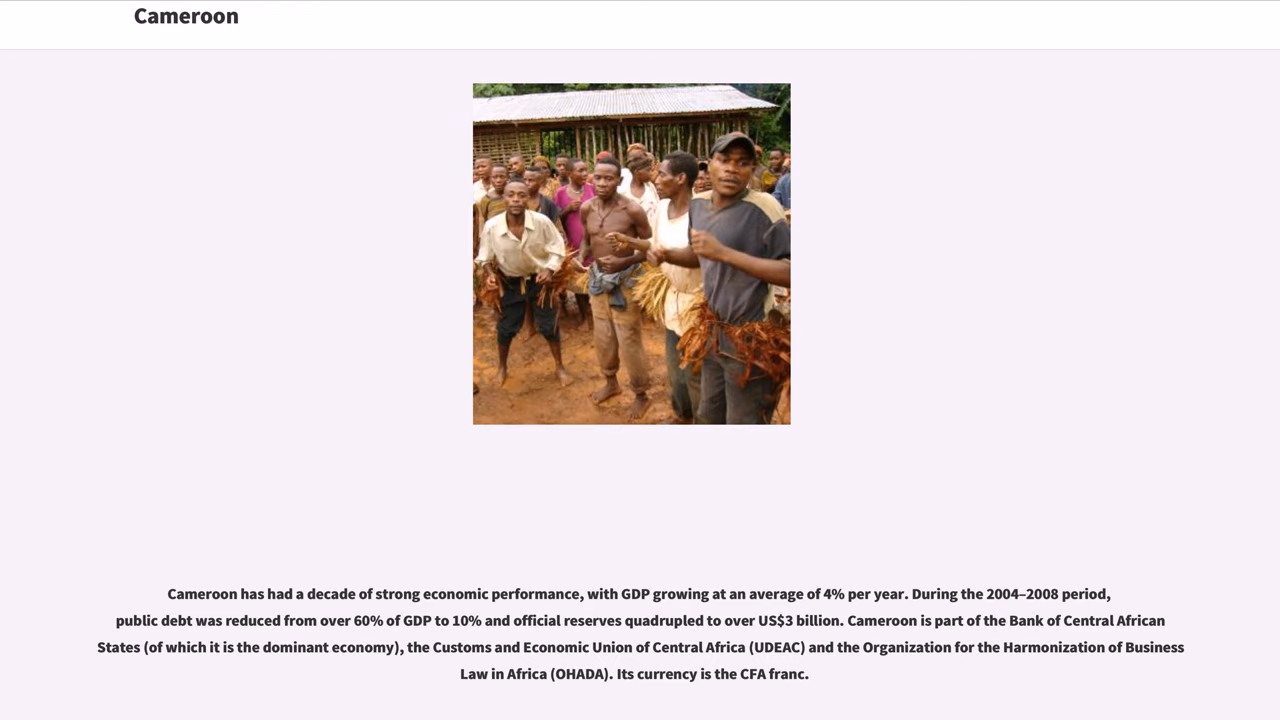 Cameroon
Cameroon has had a decade of strong economic performance, with GDP growing at an average of 4% per year. During the 2004–2008 period,
public debt was reduced from over 60% of GDP to 10% and official reserves quadrupled to over US$3 billion. Cameroon is part of the Bank of Central African
States (of which it is the dominant economy), the Customs and Economic Union of Central Africa (UDEAC) and the Organization for the Harmonization of Business
Law in Africa (OHADA). Its currency is the CFA franc.